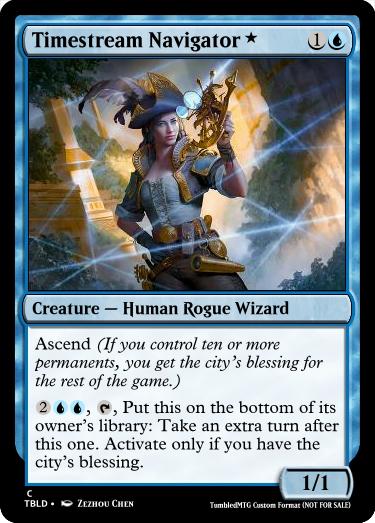 Timestream Navigator ★ 1
Creature — Human Rogue Wizard
Ascend (If you control ten or more
permanents, you get the city's blessing for
the rest of the game.)
2, Put this on the bottom of its
owner's library: Take an extra turn after
this one. Activate only if you have the
city's blessing.
1/1
C
TBLD • Zezhou Chen
TumbledMTG Custom Format (NOT FOR SALE)